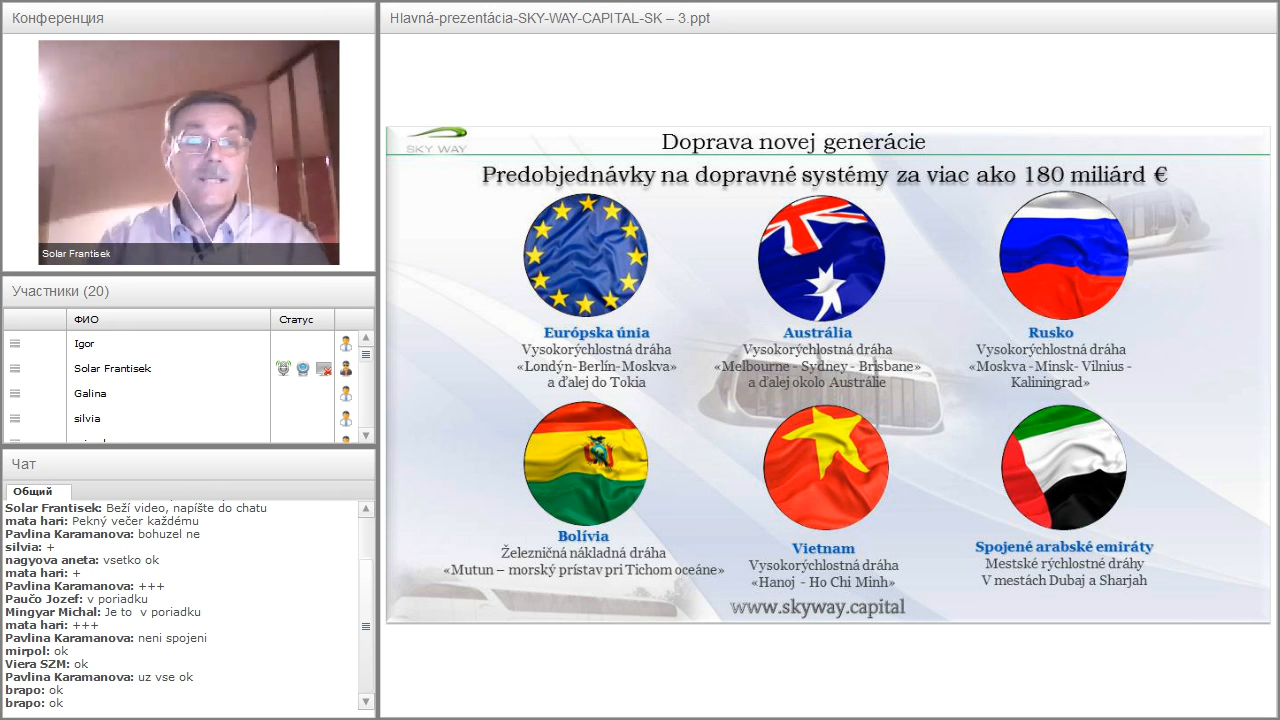 Конференция
Solar Frantisek
Участники (20)
ФИО
Статус
Igor
Solar Frantisek
Galina
silvia
Чат
Общий
Solar Frantisek: Beží video, napíšte do chatu
mata hari: Pekný večer každému
Pavlina Karamanova: bohuzel ne
silvia: +
nagyova aneta: vsetko ok
mata hari: +
Pavlina Karamanova: +++
Paučo Jozef: v poriadku
Mingyar Michal: Je to v poriadku
mata hari: +++
Pavlina Karamanova: neni spojeni
mirpol: ok
Viera SZM: ok
Pavlina Karamanova: uz vse ok
brapo: ok
brapo: ok
Hlavná-prezentácia-SKY-WAY-CAPITAL-SK – 3.ppt
SKY WAY
Doprava novej generácie
Predobjednávky na dopravné systémy za viac ako 180 miliárd €
Európska únia
Vysokorýchlostná dráha
«Londýn-Berlín-Moskva»
a ďalej do Tokia
Austrália
Vysokorýchlostná dráha
«Melbourne - Sydney - Brisbane»
a ďalej okolo Austrálie
Rusko
Vysokorýchlostná dráha
«Moskva - Minsk- Vilnius -
Kaliningrad»
Bolívia
Železničná nákladná dráha
«Mutun – morský prístav pri Tichom oceáne»
Vietnam
Vysokorýchlostná dráha
«Hanoj - Ho Chi Minh»
Spojené arabské emiráty
Mestské rýchlostné dráhy
V mestách Dubaj a Sharjah
www.skyway.capital